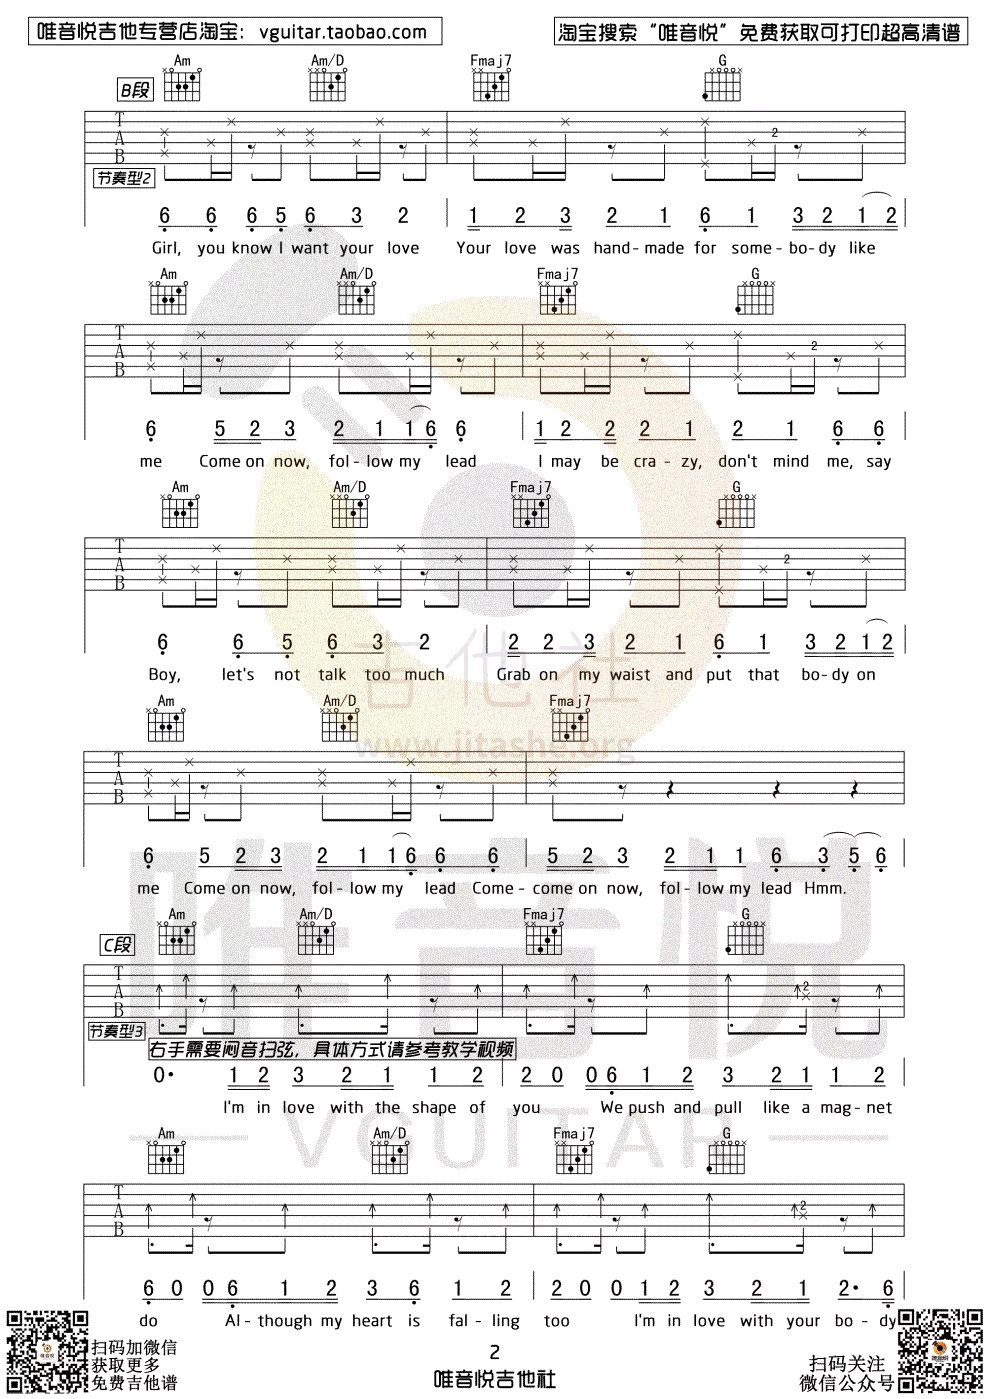 唯音悦吉他专营店淘宝：vguitar.taobao.com
淘宝搜索“唯音悦”免费获取可打印超高清谱
Am Am/D Fmaj7 G
B段
T
A
B
2
节奏型2
6 6 6 5 6 3 2 1 2 3 2 1 6 1 3 2 1 2
Girl, you know I want your love Your love was hand-made for some-bo-dy like
Am Am/D Fmaj7 G
T
A
B
2
6 5 2 3 2 1 1 6 6 1 2 2 2 1 2 1 6 6
me Come on now, fol-low my lead I may be cra-zy, don't mind me, say
Am Am/D Fmaj7 G
T
A
B
2
6 6 5 6 3 2 2 2 3 2 1 6 1 3 2 1 2
Boy, let's not talk too much Grab on my waist and put that bo-dy on
吉他社
www.jitashe.org
Am Am/D Fmaj7
T
A
B
6 5 2 3 2 1 1 6 6 6 5 2 3 2 1 1 6 3 5 6
me Come on now, fol-low my lead Come-come on now, fol-low my lead Hmm.
唯音悦
Am Am/D Fmaj7 G
C段
T
A
B
2
节奏型3
右手需要闷音扫弦，具体方式请参考教学视频
0· 1 2 3 2 1 1 2 2 0 0 6 1 2 3 2 1 1 2
I'm in love with the shape of you We push and pull like a mag-net
VGUITAR
Am Am/D Fmaj7 G
T
A
B
2
6 0 0 6 1 2 3 6 1 2 2 0 0 1 2 3 2 1 2· 6
do Al-though my heart is fal-ling too I'm in love with your bo-dy
扫码加微信
获取更多
免费吉他谱
2
唯音悦吉他社
扫码关注
微信公众号